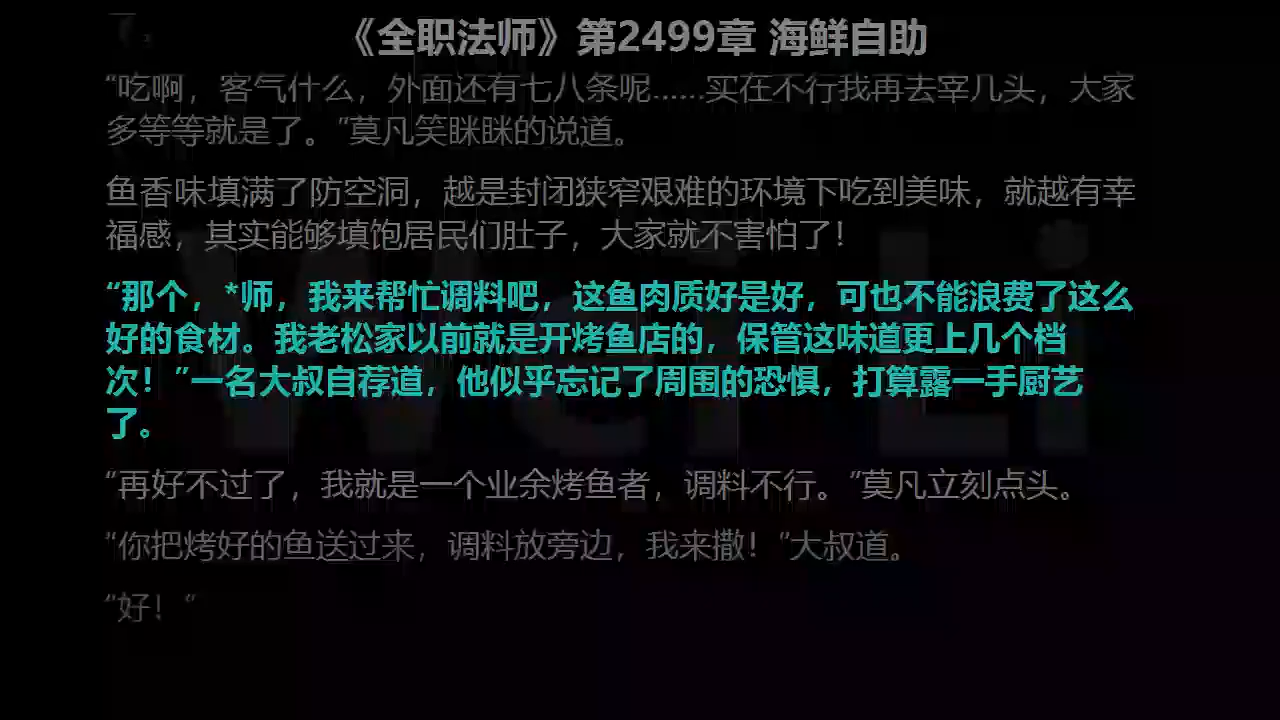 《全职法师》第2499章 海鲜自助
“吃啊，客气什么，外面还有七八条呢……实在不行我再去宰几头，大家
多等等就是了。”莫凡笑眯眯的说道。
鱼香味填满了防空洞，越是封闭狭窄艰难的环境下吃到美味，就越有幸
福感，其实能够填饱居民们肚子，大家就不害怕了！
“那个，*师，我来帮忙调料吧，这鱼肉质好是好，可也不能浪费了这么
好的食材。我老松家以前就是开烤鱼店的，保管这味道更上几个档
次！”一名大叔自荐道，他似乎忘记了周围的恐惧，打算露一手厨艺
了。
“再好不过了，我就是一个业余烤鱼者，调料不行。”莫凡立刻点头。
“你把烤好的鱼送过来，调料放旁边，我来撒！”大叔道。
“好！”
Wei Li